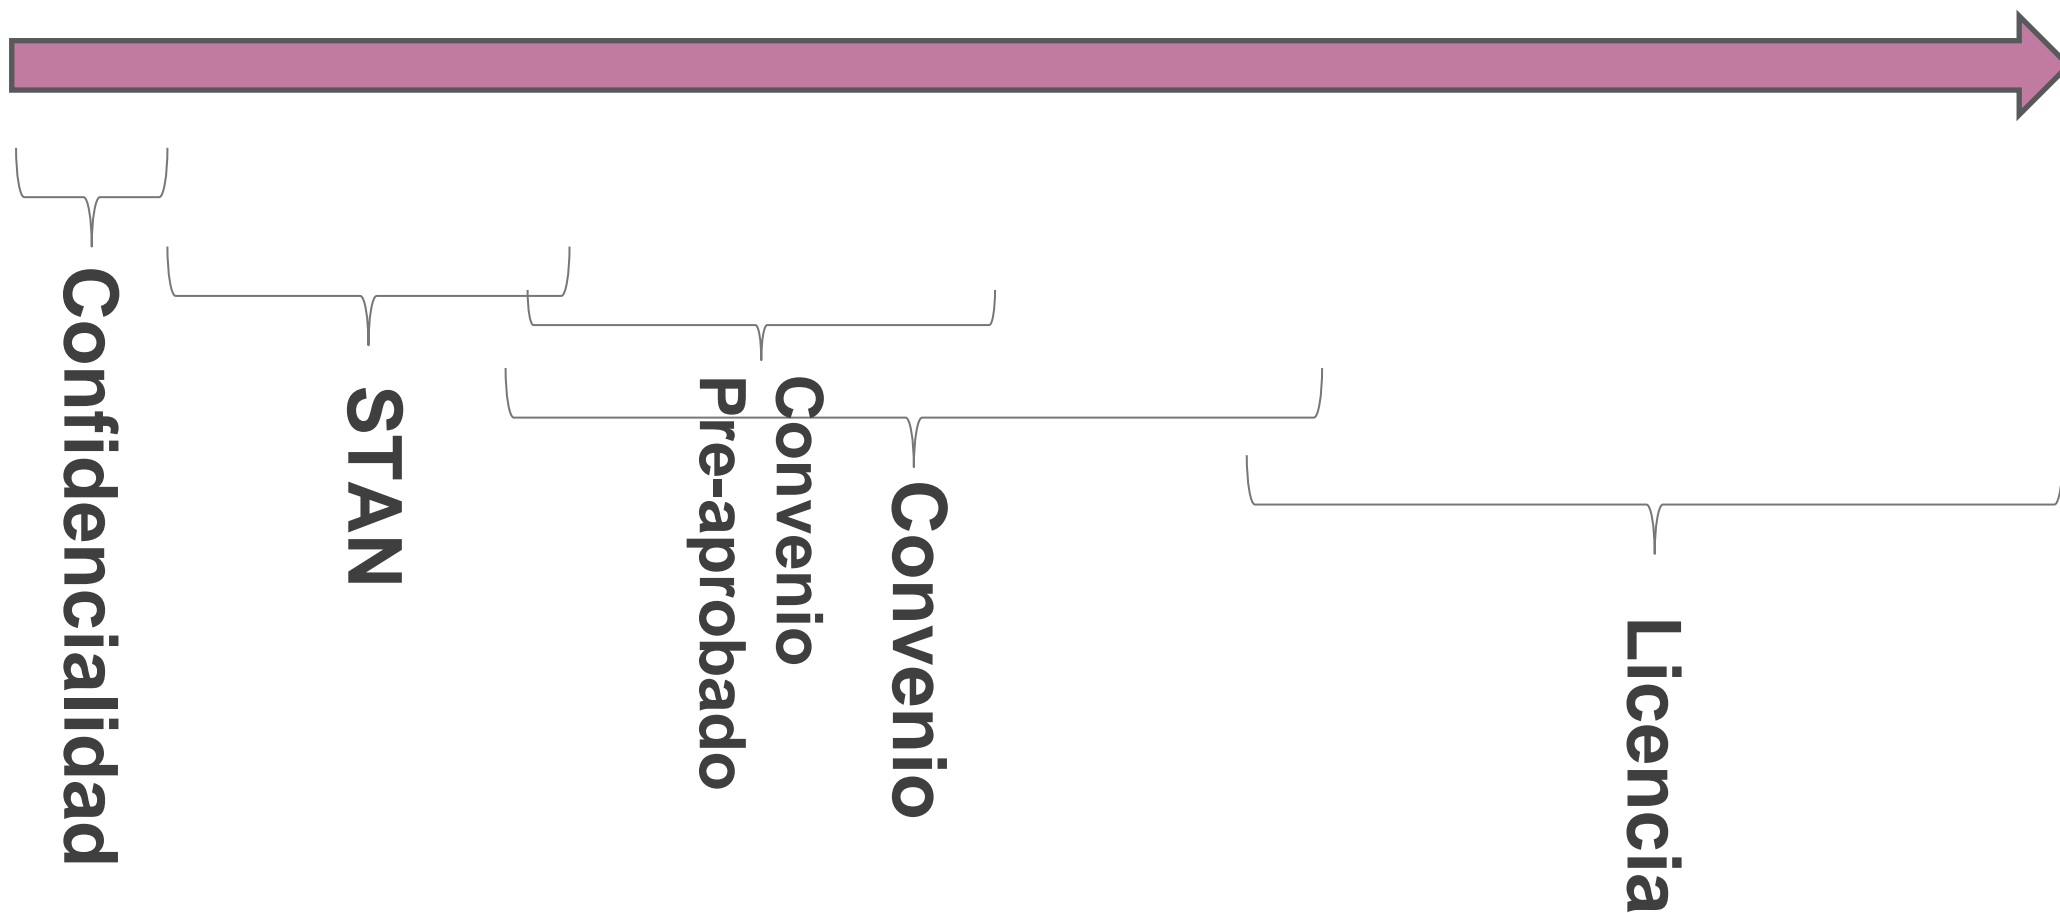 Confidencialidad
STAN
Convenio
Pre-aprobado
Convenio
Licencia